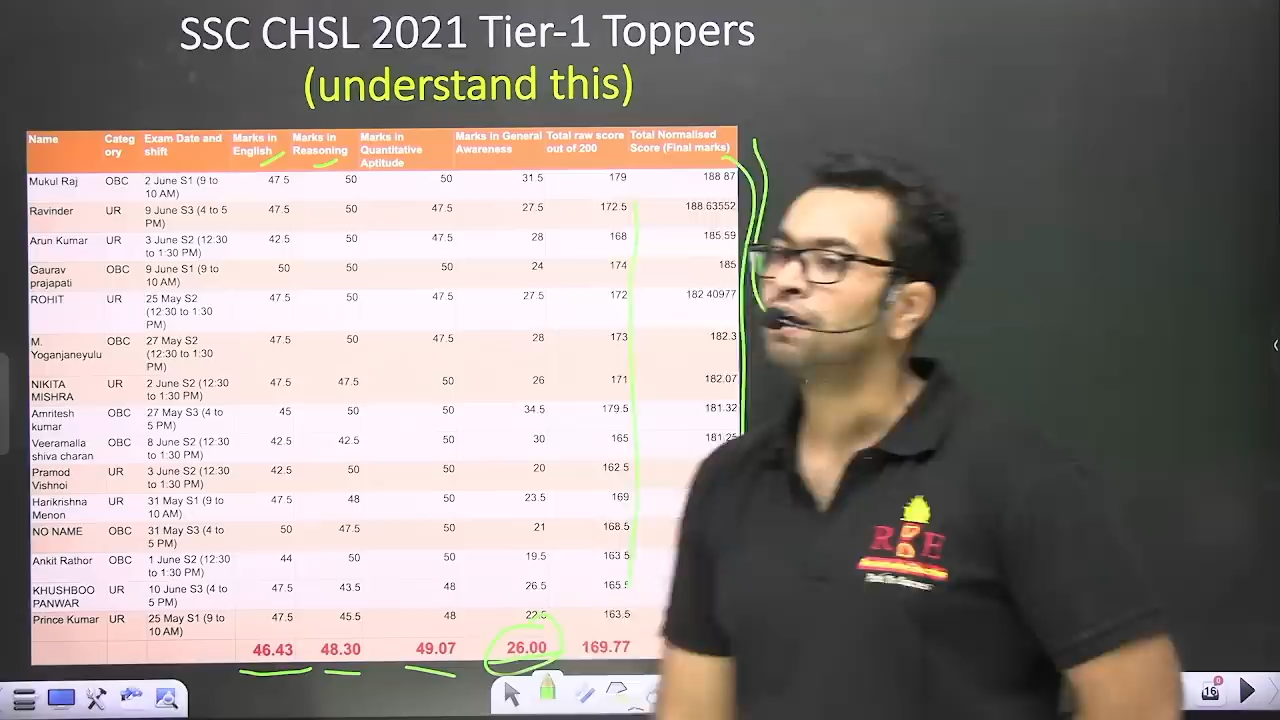 SSC CHSL 2021 Tier-1 Toppers
(understand this)
Name Categ ory Exam Date and shift Marks in English Marks in Reasoning Marks in Quantitative Aptitude Marks in General Awareness Total raw score out of 200 Total Normalised Score (Final marks)
Mukul Raj OBC 2 June S1 (9 to 10 AM) 47.5 50 50 31.5 179 188.87
Ravinder UR 9 June S3 (4 to 5 PM) 47.5 50 47.5 27.5 172.5 188.63552
Arun Kumar UR 3 June S2 (12.30 to 1:30 PM) 42.5 50 47.5 28 168 185.59
Gaurav prajapati OBC 9 June S1 (9 to 10 AM) 50 50 50 24 174 185
ROHIT UR 25 May S2 (12.30 to 1:30 PM) 47.5 50 47.5 27.5 172 182.40977
M. Yoganjaneyulu OBC 27 May S2 (12:30 to 1:30 PM) 47.5 50 47.5 28 173 182.3
NIKITA MISHRA UR 2 June S2 (12:30 to 1:30 PM) 47.5 47.5 50 26 171 182.07
Amritesh kumar OBC 27 May S3 (4 to 5 PM) 45 50 50 34.5 179.5 181.32
Veeramalla shiva charan OBC 8 June S2 (12:30 to 1:30 PM) 42.5 42.5 50 30 165 181.25
Pramod Vishnoi UR 3 June S2 (12:30 to 1:30 PM) 42.5 50 50 20 162.5
Harikrishna Menon UR 31 May S1 (9 to 10 AM) 47.5 48 50 23.5 169
NO NAME OBC 31 May S3 (4 to 5 PM) 50 47.5 50 21 168.5
Ankit Rathor OBC 1 June S2 (12:30 to 1:30 PM) 44 50 50 19.5 163.5
KHUSHBOO PANWAR UR 10 June S3 (4 to 5 PM) 47.5 43.5 48 26.5 165.5
Prince Kumar UR 25 May S1 (9 to 10 AM) 47.5 45.5 48 22.5 163.5
46.43 48.30 49.07 26.00 169.77
R E
16
0